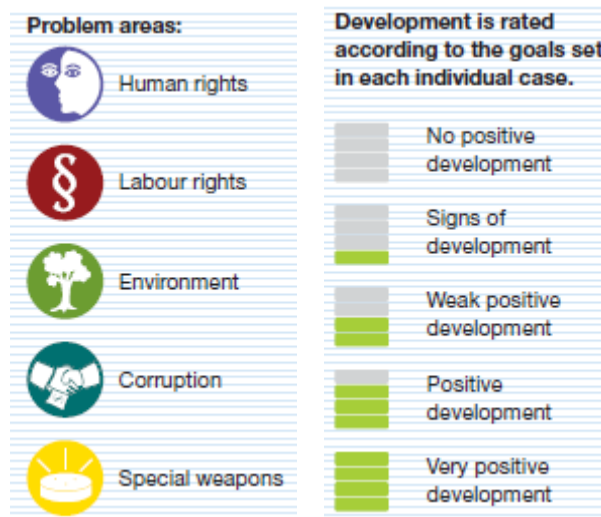 Problem areas:
Human rights
§
Labour rights
Environment
Corruption
Special weapons
Development is rated
according to the goals set
in each individual case.
No positive
development
Signs of
development
Weak positive
development
Positive
development
Very positive
development